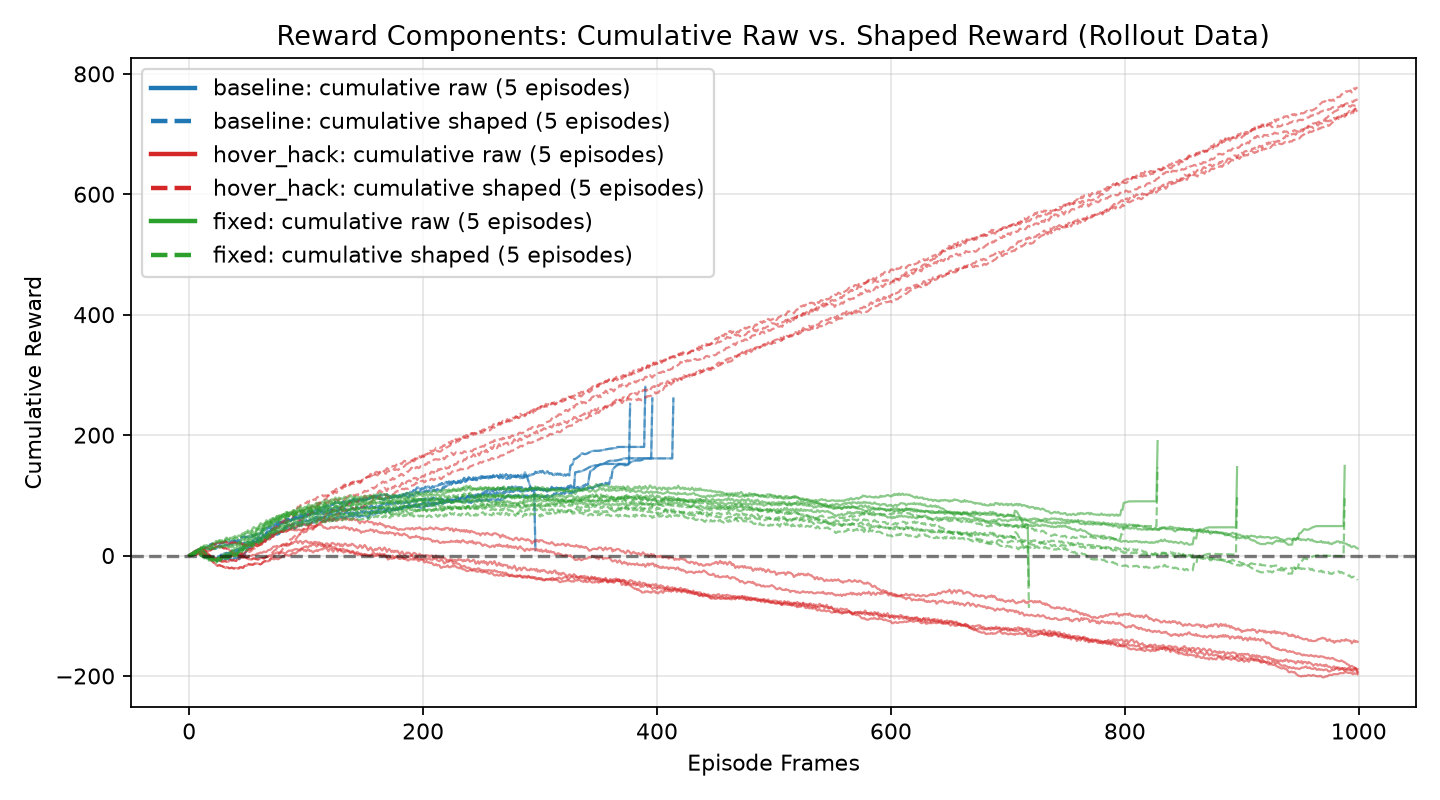 Reward Components: Cumulative Raw vs. Shaped Reward (Rollout Data)
baseline: cumulative raw (5 episodes)
baseline: cumulative shaped (5 episodes)
hover_hack: cumulative raw (5 episodes)
hover_hack: cumulative shaped (5 episodes)
fixed: cumulative raw (5 episodes)
fixed: cumulative shaped (5 episodes)
Cumulative Reward
800
600
400
200
0
−200
0 200 400 600 800 1000
Episode Frames